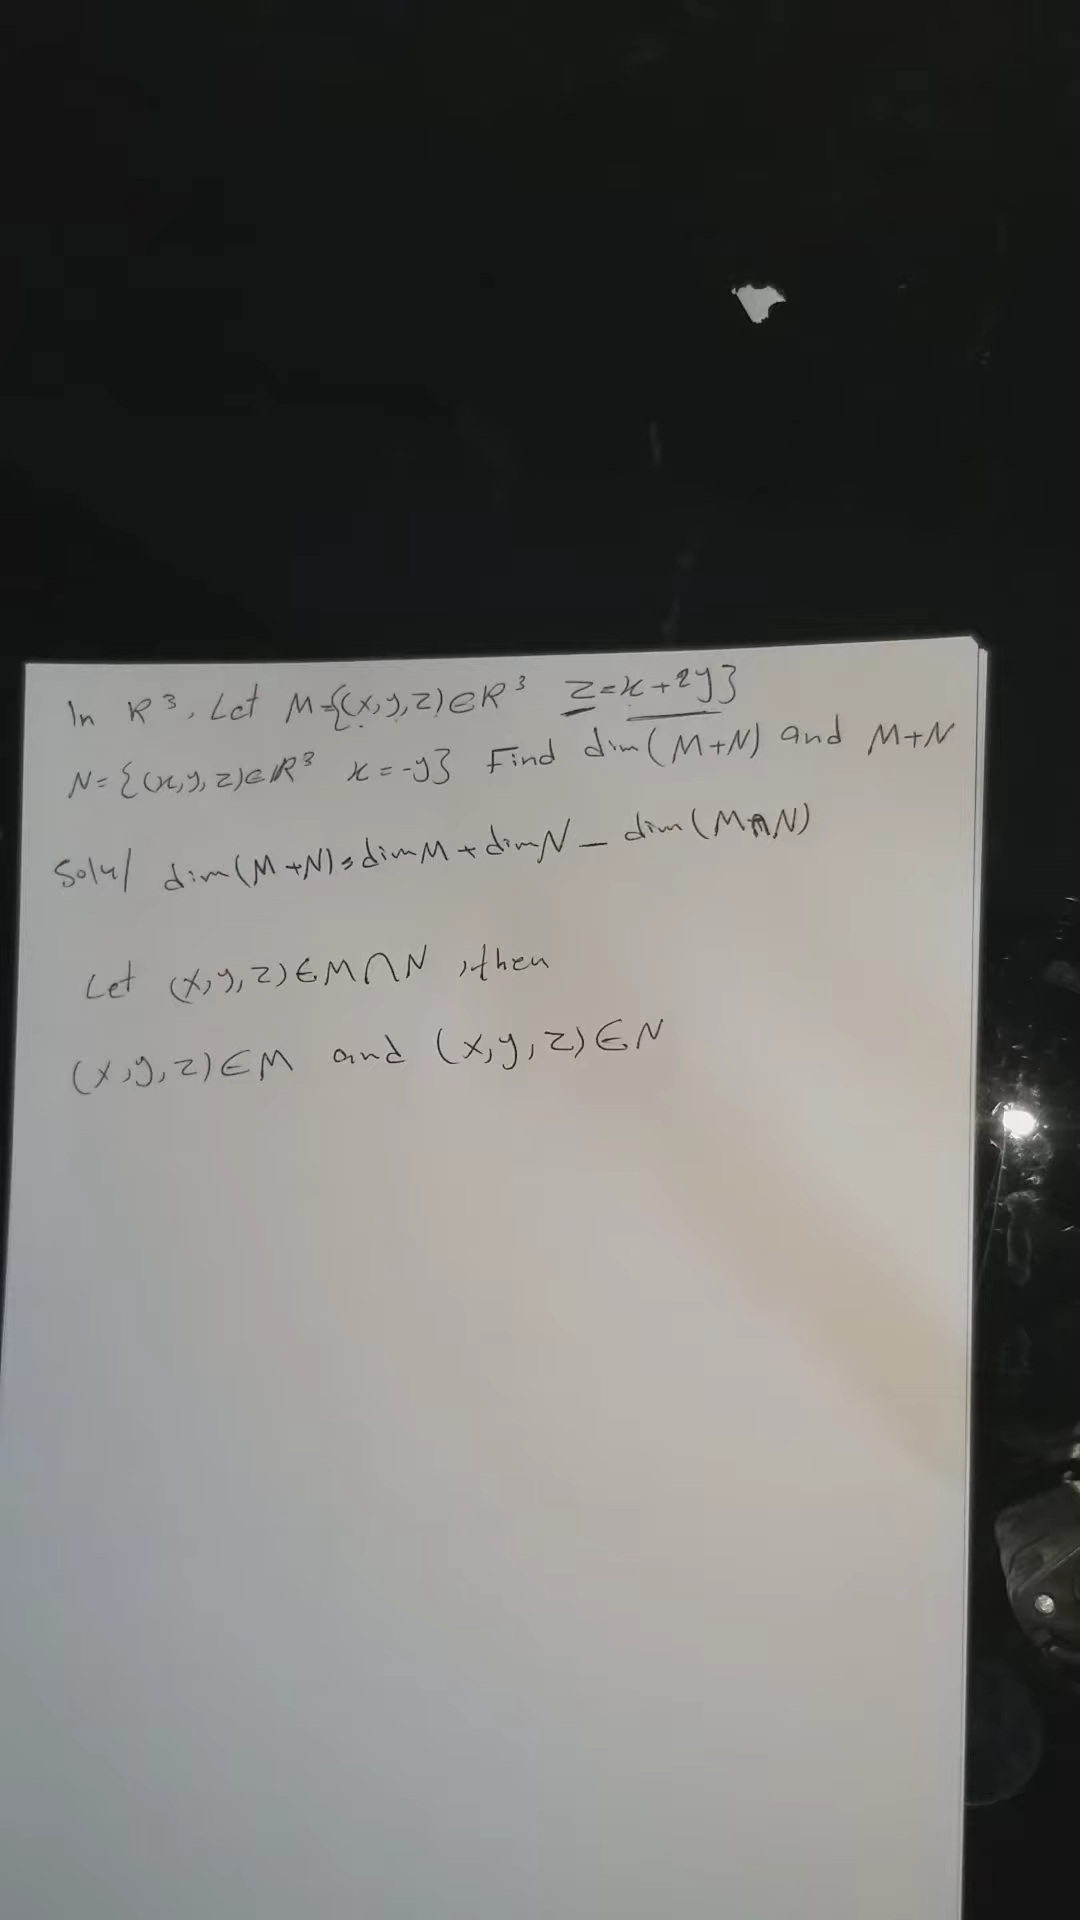 In R³, Let M={(x,y,z)∈R³ z=x+2y}
N={(x,y,z)∈R³ x=-y} Find dim(M+N) and M+N
Solu/ dim(M+N)=dimM+dimN-dim(M∩N)
Let (x,y,z)∈M∩N, then
(x,y,z)∈M and (x,y,z)∈N